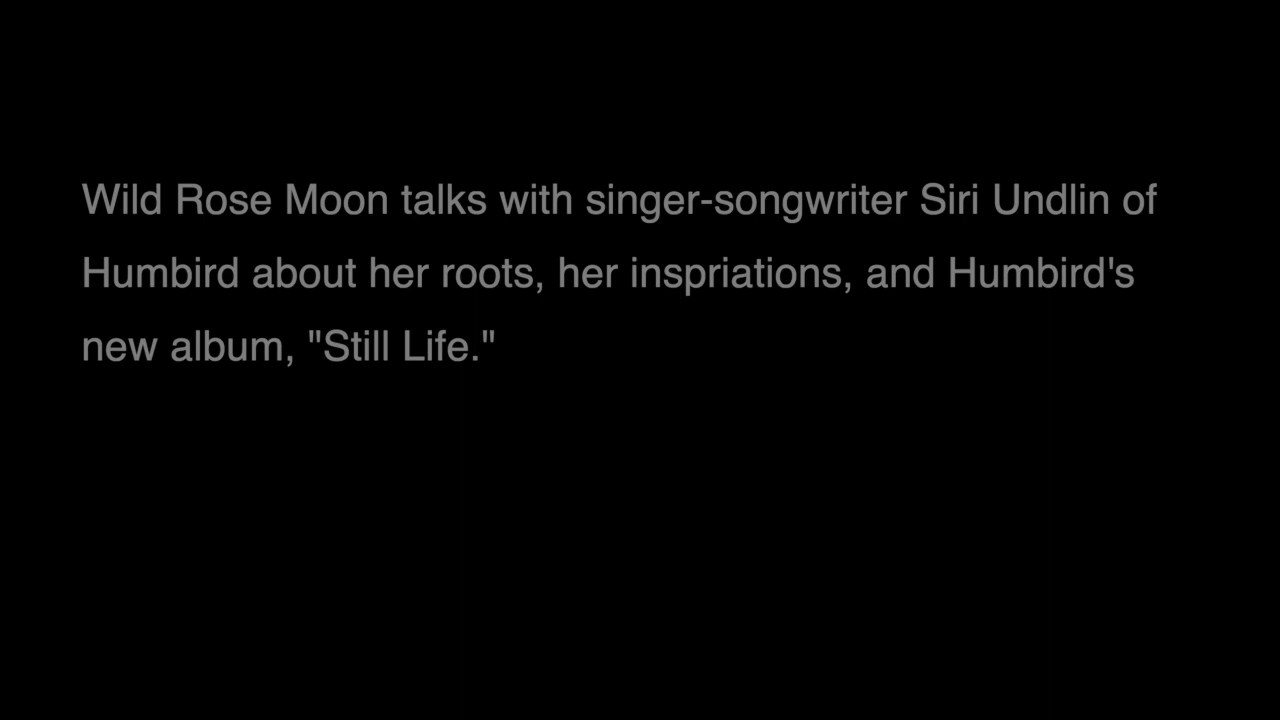 Wild Rose Moon talks with singer-songwriter Siri Undlin of
Humbird about her roots, her inspriations, and Humbird's
new album, "Still Life."